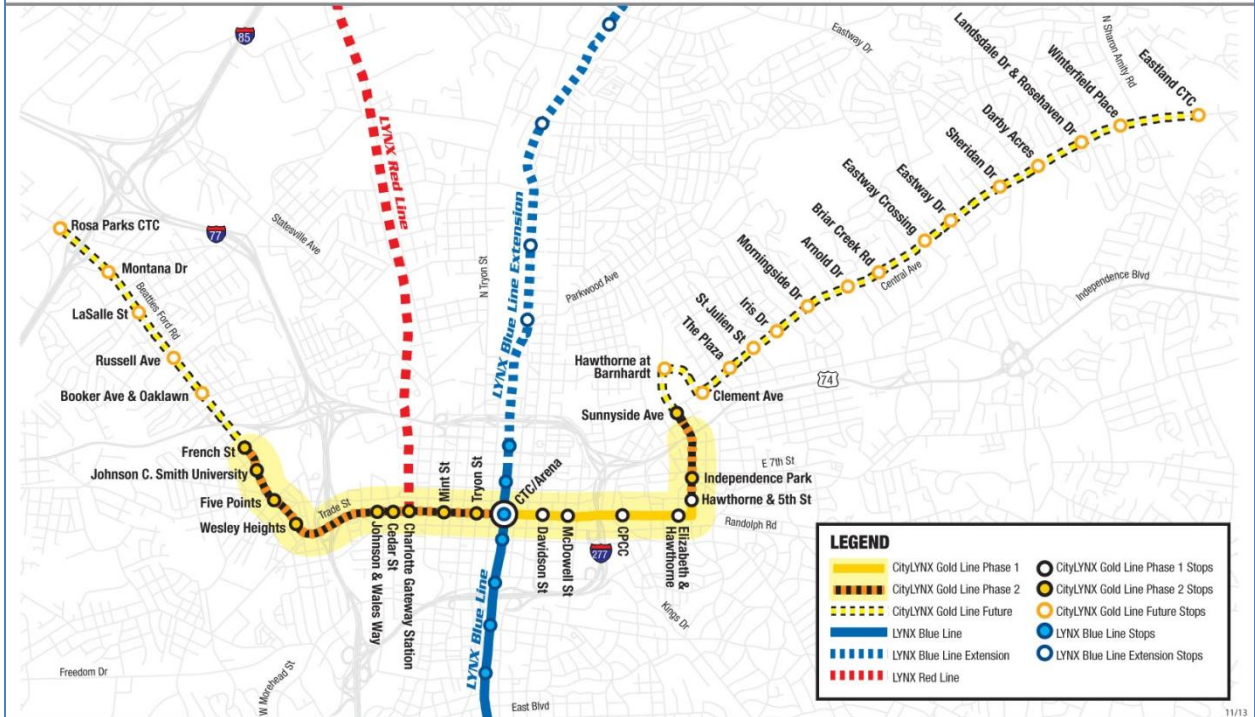 85
Eastway Dr
N Sharon Amity Rd
Eastland CTC
Winterfield Place
Landsdale Dr & Rosehaven Dr
Darby Acres
Sheridan Dr
Eastway Dr
Eastway Crossing
Briar Creek Rd
Central Ave
Arnold Dr
Morningside Dr
Iris Dr
St Julien St
The Plaza
Clement Ave
Hawthorne at
Barnhardt
Sunnyside Ave
Independence Blvd
74
LYNX Red Line
LYNX Blue Line Extension
N Tryon St
Parkwood Ave
Statesville Ave
77
Rosa Parks CTC
Montana Dr
Beatties Ford Rd
LaSalle St
Russell Ave
Booker Ave & Oaklawn
French St
Johnson C. Smith University
Five Points
Wesley Heights
Trade St
Johnson & Wales Way
Cedar St
Charlotte Gateway Station
Mint St
Tryon St
CTC/Arena
Davidson St
McDowell St
CPCC
277
Elizabeth &
Hawthorne
E 7th St
Independence Park
Hawthorne & 5th St
Randolph Rd
Kings Dr
LYNX Blue Line
Freedom Dr
W Morehead St
East Blvd
LEGEND
CityLYNX Gold Line Phase 1
CityLYNX Gold Line Phase 2
CityLYNX Gold Line Future
LYNX Blue Line
LYNX Blue Line Extension
LYNX Red Line
CityLYNX Gold Line Phase 1 Stops
CityLYNX Gold Line Phase 2 Stops
CityLYNX Gold Line Future Stops
LYNX Blue Line Stops
LYNX Blue Line Extension Stops
11/13